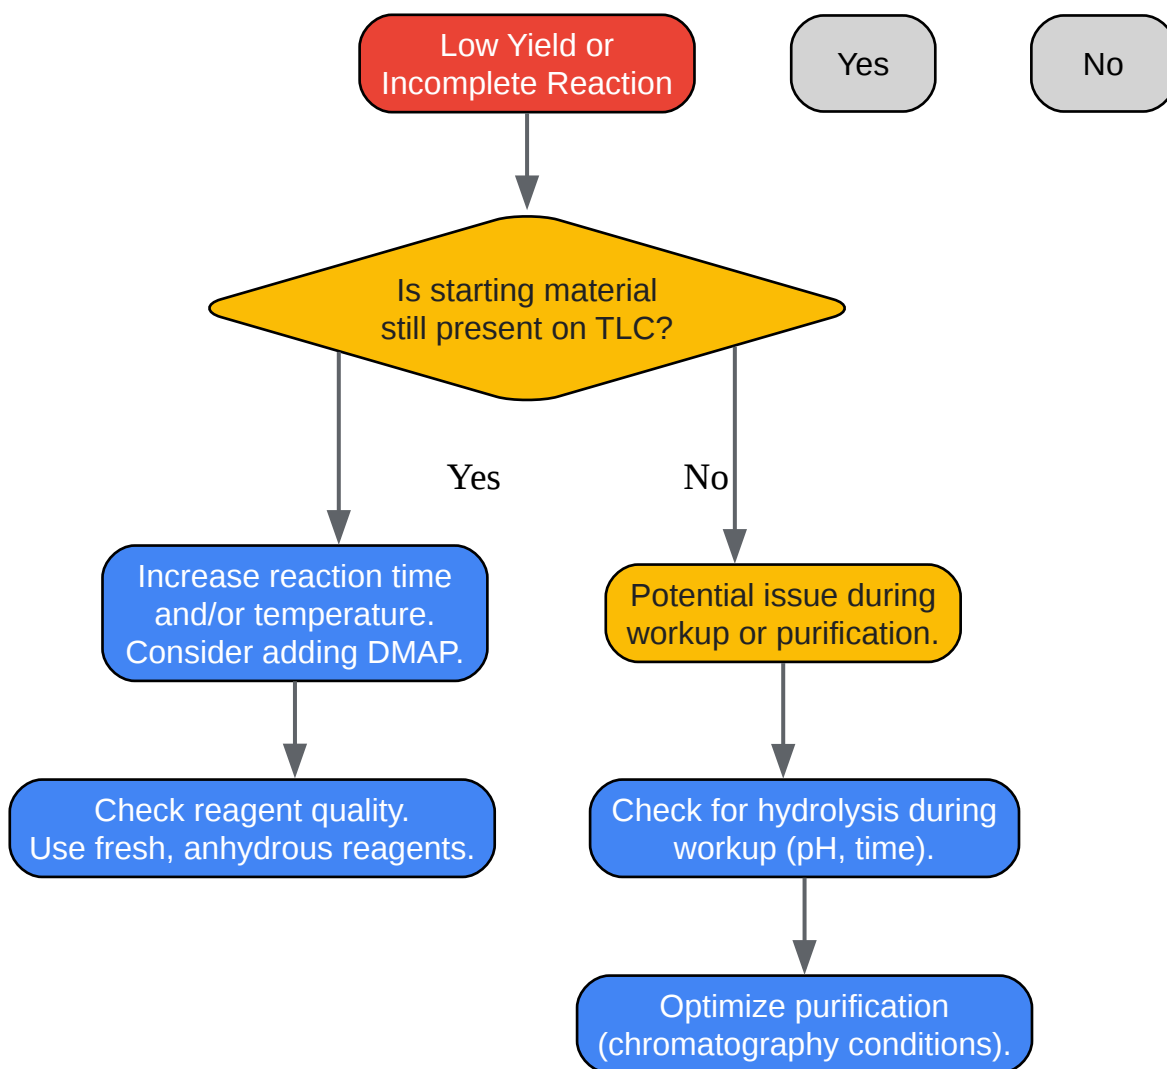 Low Yield or
Incomplete Reaction
Yes
No
Is starting material
still present on TLC?
Yes
No
Increase reaction time
and/or temperature.
Consider adding DMAP.
Potential issue during
workup or purification.
Check reagent quality.
Use fresh, anhydrous reagents.
Check for hydrolysis during
workup (pH, time).
Optimize purification
(chromatography conditions).